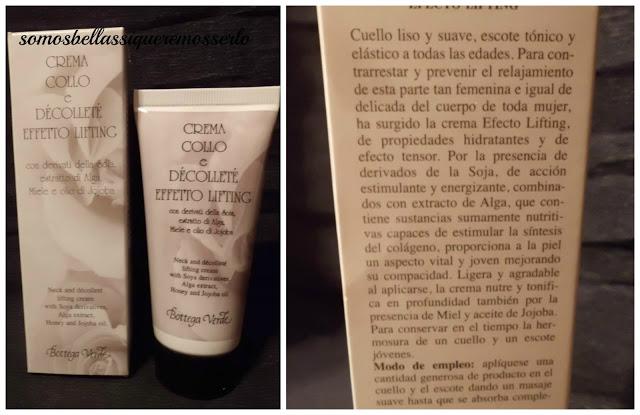 somosbellassiqueremosserlo
CREMA
COLLO
e
DÉCOLLETÉ
EFFETTO LIFTING
con derivati della Soia,
estratto di Alga,
Miele e olio di Jojoba
Neck and décolleté
lifting cream
with Soya derivatives,
Alga extract,
Honey and Jojoba oil.
Bottega Verde
CREMA
COLLO
e
DÉCOLLETÉ
EFFETTO LIFTING
con derivati della Soia,
estratto di Alga,
Miele e olio di Jojoba
Neck and décolleté
lifting cream
with Soya derivatives,
Alga extract,
Honey and Jojoba oil.
Bottega Verde
EFECTO LIFTING
Cuello liso y suave, escote tónico y
elástico a todas las edades. Para con-
trarrestar y prevenir el relajamiento
de esta parte tan femenina e igual de
delicada del cuerpo de toda mujer,
ha surgido la crema Efecto Lifting,
de propiedades hidratantes y de
efecto tensor. Por la presencia de
derivados de la Soja, de acción
estimulante y energizante, combina-
dos con extracto de Alga, que con-
tiene sustancias sumamente nutriti-
vas capaces de estimular la síntesis
del colágeno, proporciona a la piel
un aspecto vital y joven mejorando
su compacidad. Ligera y agradable
al aplicarse, la crema nutre y tonifi-
ca en profundidad también por la
presencia de Miel y aceite de Jojoba.
Para conservar en el tiempo la her-
mosura de un cuello y un escote
jóvenes.
Modo de empleo: aplíquese una
cantidad generosa de producto en el
cuello y el escote dando un masaje
suave hasta que se absorba comple-